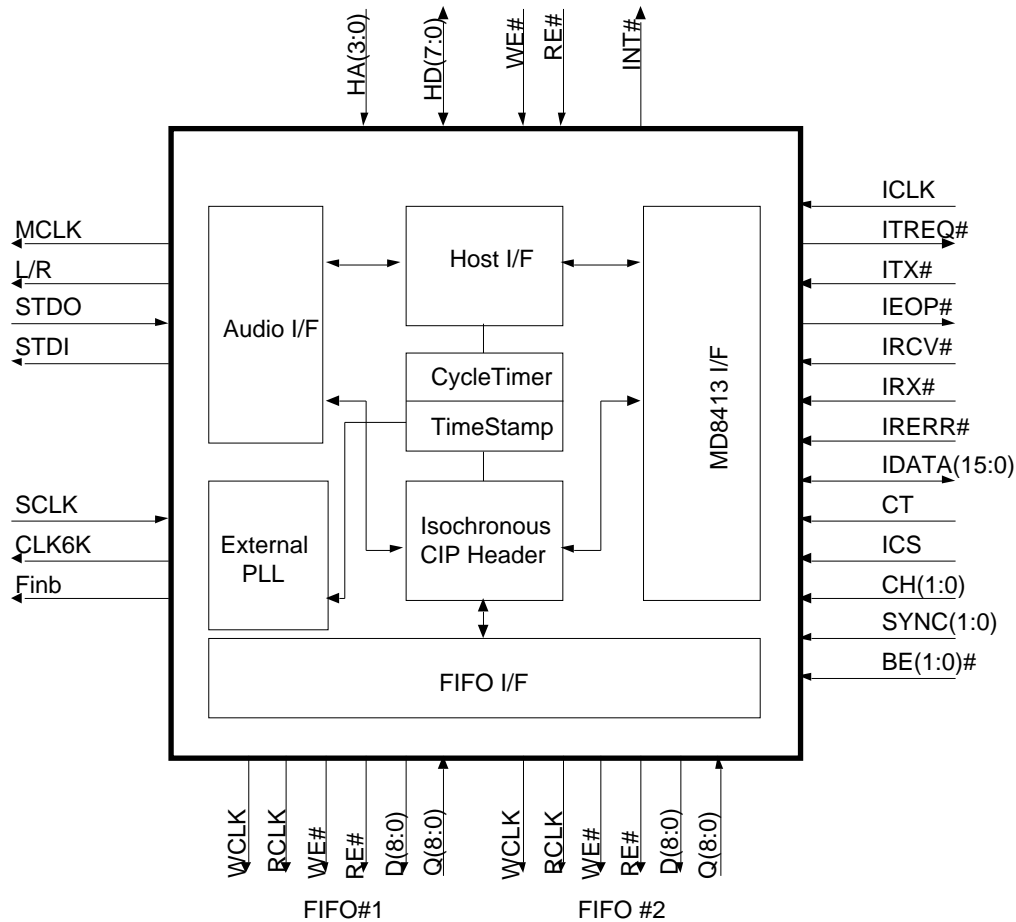 HA(3:0)
HD(7:0)
WE#
RE#
INT#
MCLK
L/R
STDO
STDI
SCLK
CLK6K
Finb
Audio I/F
Host I/F
CycleTimer
TimeStamp
External
PLL
Isochronous
CIP Header
MD8413 I/F
FIFO I/F
ICLK
ITREQ#
ITX#
IEOP#
IRCV#
IRX#
IRERR#
IDATA(15:0)
CT
ICS
CH(1:0)
SYNC(1:0)
BE(1:0)#
WCLK
RCLK
WE#
RE#
D(8:0)
Q(8:0)
WCLK
RCLK
WE#
RE#
D(8:0)
Q(8:0)
FIFO#1
FIFO #2